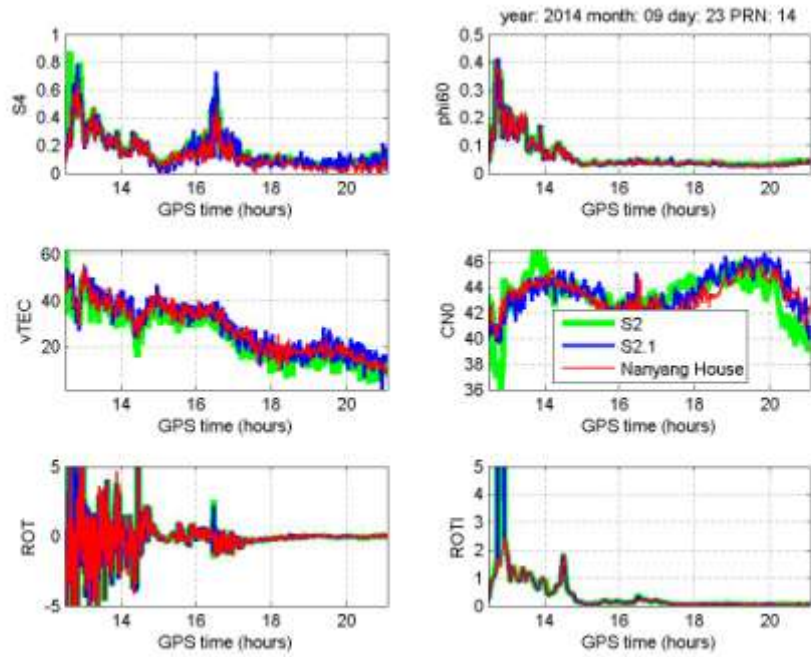 year: 2014 month: 09 day: 23 PRN: 14
S4
1
0.8
0.6
0.4
0.2
0
14 16 18 20
GPS time (hours)
phi60
0.5
0.4
0.3
0.2
0.1
0
14 16 18 20
GPS time (hours)
vTEC
60
40
20
14 16 18 20
GPS time (hours)
CN0
46
44
42
40
38
36
S2
S2.1
Nanyang House
14 16 18 20
GPS time (hours)
ROT
5
0
-5
14 16 18 20
GPS time (hours)
ROTI
5
4
3
2
1
0
14 16 18 20
GPS time (hours)